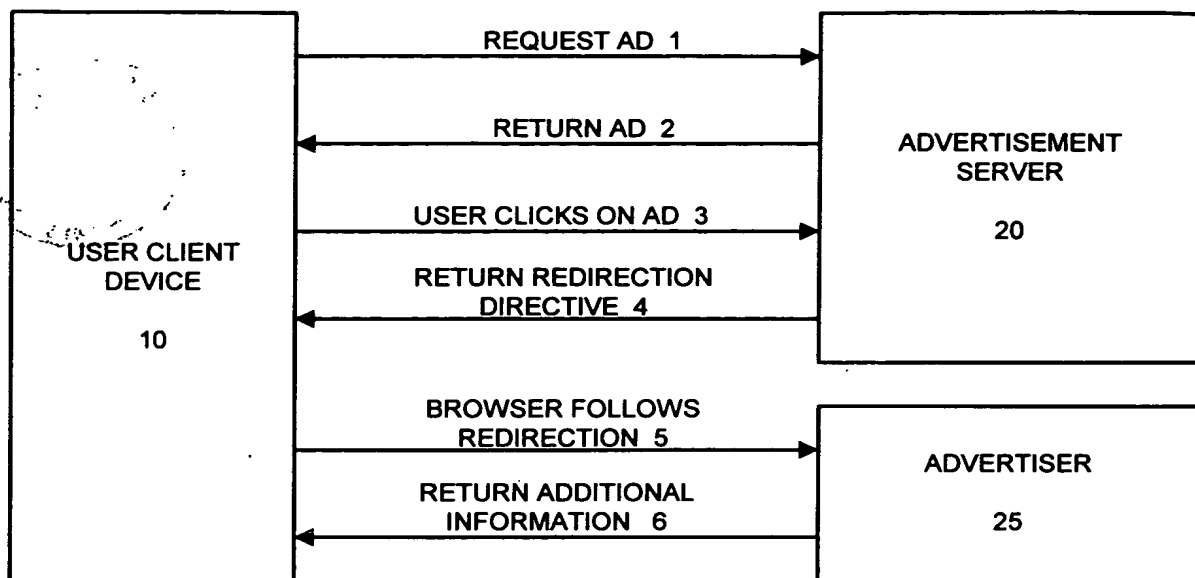 REQUEST AD 1
RETURN AD 2
ADVERTISEMENT
SERVER
20
USER CLICKS ON AD 3
USER CLIENT
DEVICE
10
RETURN REDIRECTION
DIRECTIVE 4
BROWSER FOLLOWS
REDIRECTION 5
ADVERTISER
25
RETURN ADDITIONAL
INFORMATION 6